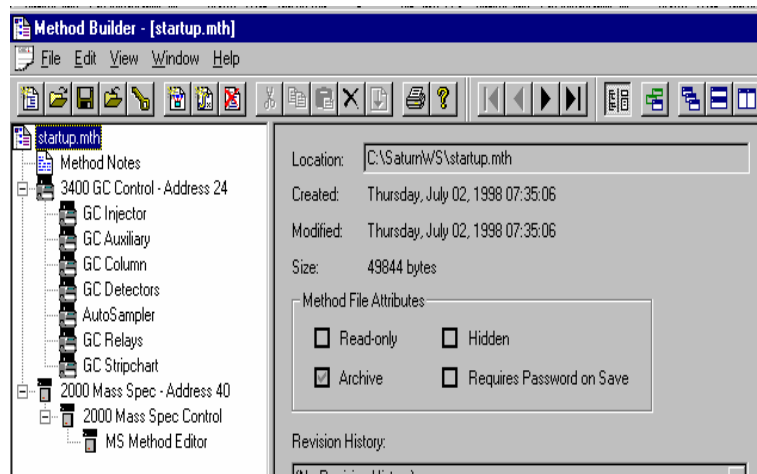 Method Builder - [startup.mth]
File Edit View Window Help
startup.mth
Method Notes
3400 GC Control - Address 24
GC Injector
GC Auxiliary
GC Column
GC Detectors
AutoSampler
GC Relays
GC Stripchart
2000 Mass Spec - Address 40
2000 Mass Spec Control
MS Method Editor
Location: C:\SaturnWS\startup.mth
Created: Thursday, July 02, 1998 07:35:06
Modified: Thursday, July 02, 1998 07:35:06
Size: 49844 bytes
Method File Attributes
Read-only Hidden
Archive Requires Password on Save
Revision History: